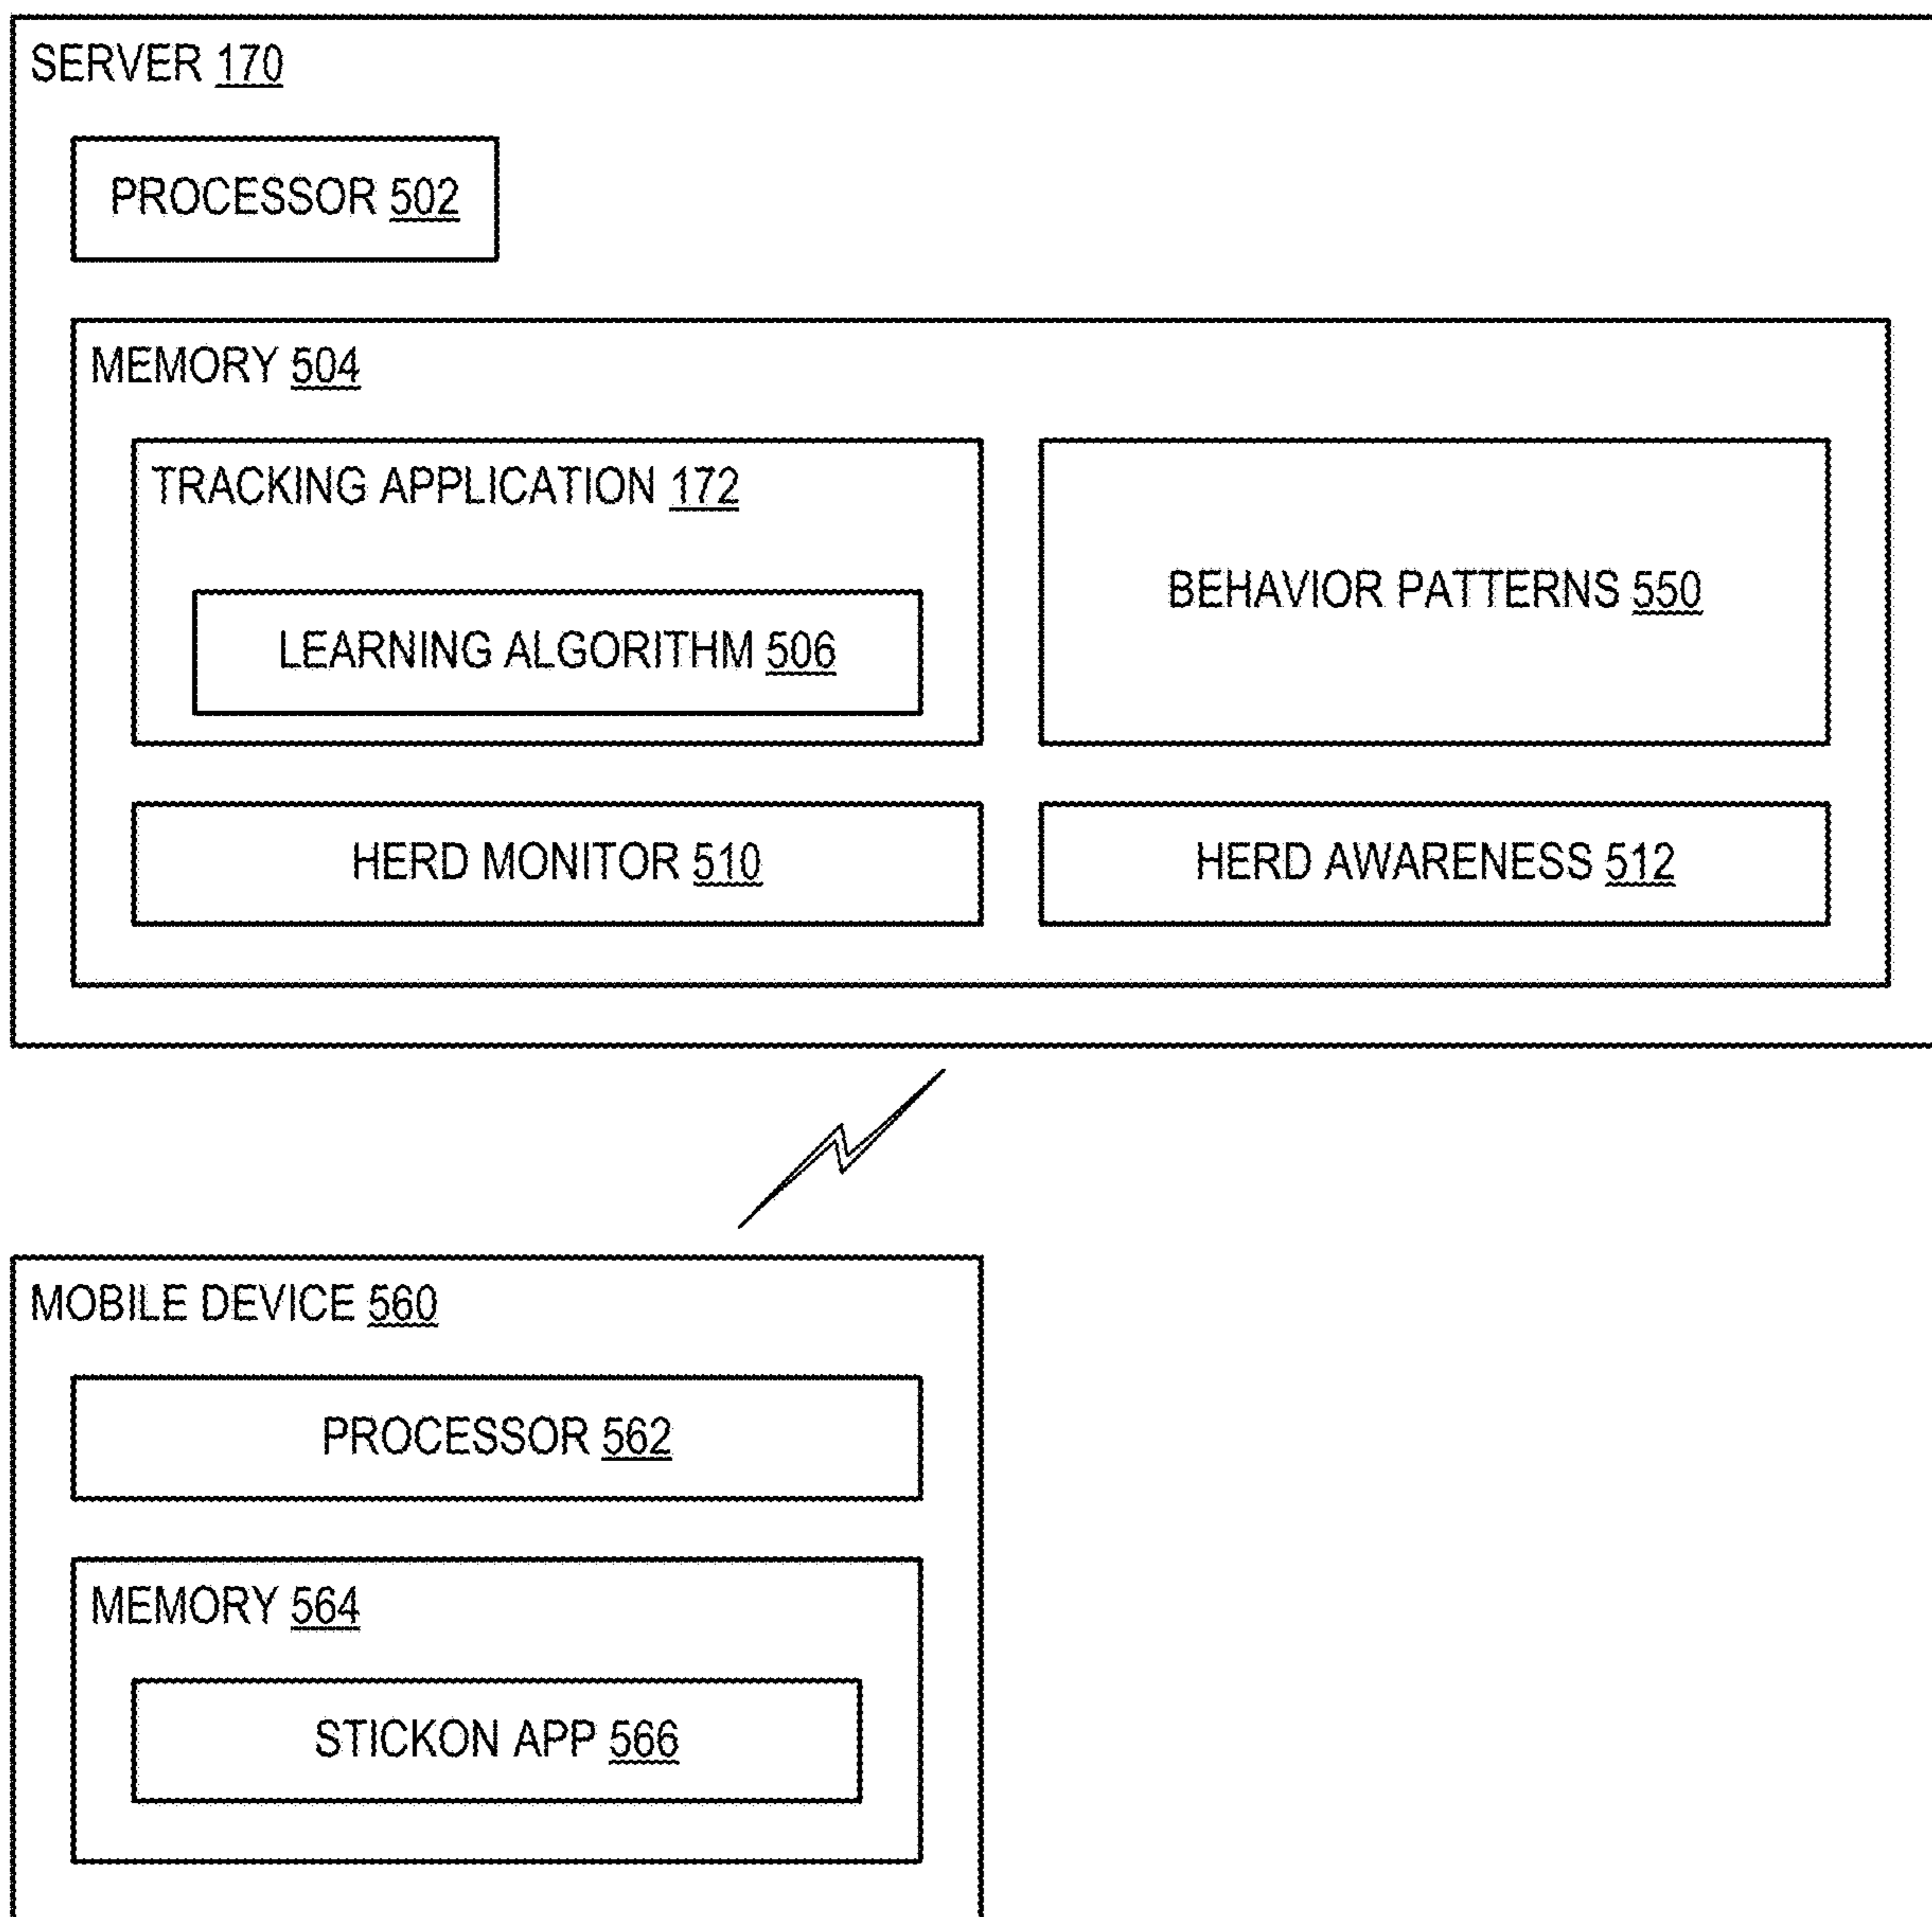 SERVER 170
PROCESSOR 502
MEMORY 504
TRACKING APPLICATION 172
LEARNING ALGORITHM 506
BEHAVIOR PATTERNS 550
HERD MONITOR 510
HERD AWARENESS 512
MOBILE DEVICE 560
PROCESSOR 562
MEMORY 564
STICKON APP 566